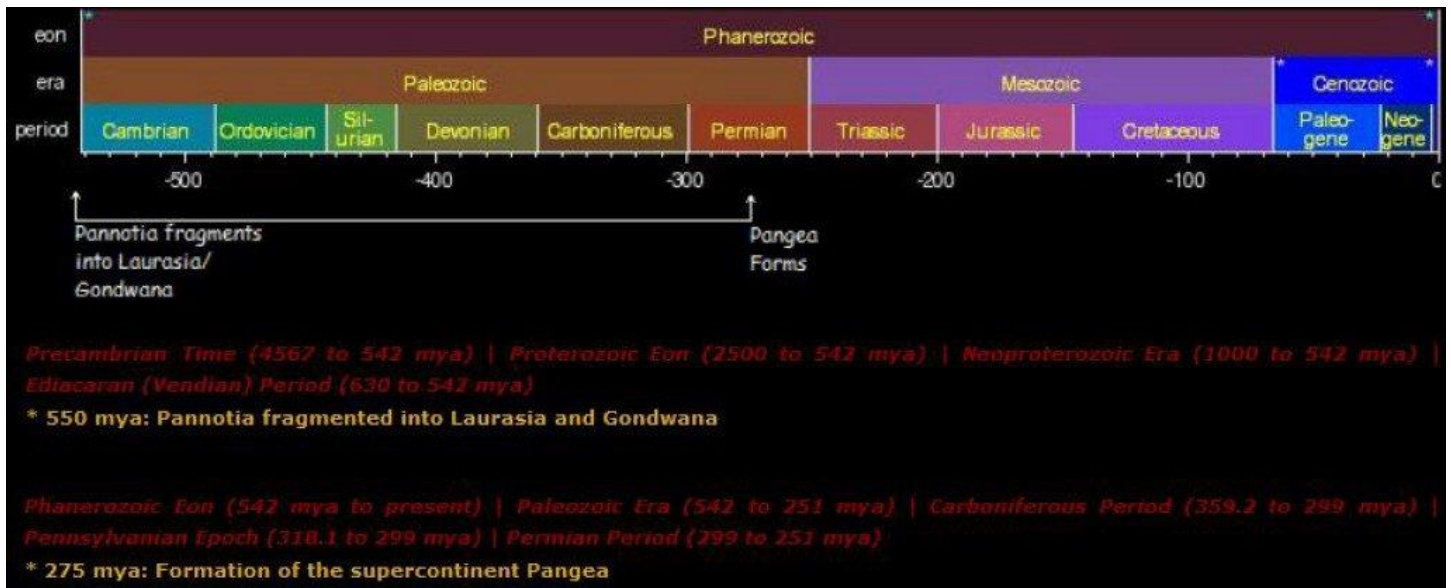 eon
Phanerozoic
era
Paleozoic
Mesozoic
Cenozoic
period
Cambrian
Ordovician
Sil-
urian
Devonian
Carboniferous
Permian
Triassic
Jurassic
Cretaceous
Paleo-
gene
Neo-
gene
-500
-400
-300
-200
-100
0
Pannotia fragments
into Laurasia/
Gondwana
Pangea
Forms
Precambrian Time (4567 to 542 mya) | Proterozoic Eon (2500 to 542 mya) | Neoproterozoic Era (1000 to 542 mya) |
Ediacaran (Vendian) Period (630 to 542 mya)
* 550 mya: Pannotia fragmented into Laurasia and Gondwana
Phanerozoic Eon (542 mya to present) | Paleozoic Era (542 to 251 mya) | Carboniferous Period (359.2 to 299 mya) |
Pennsylvanian Epoch (318.1 to 299 mya) | Permian Period (299 to 251 mya)
* 275 mya: Formation of the supercontinent Pangea